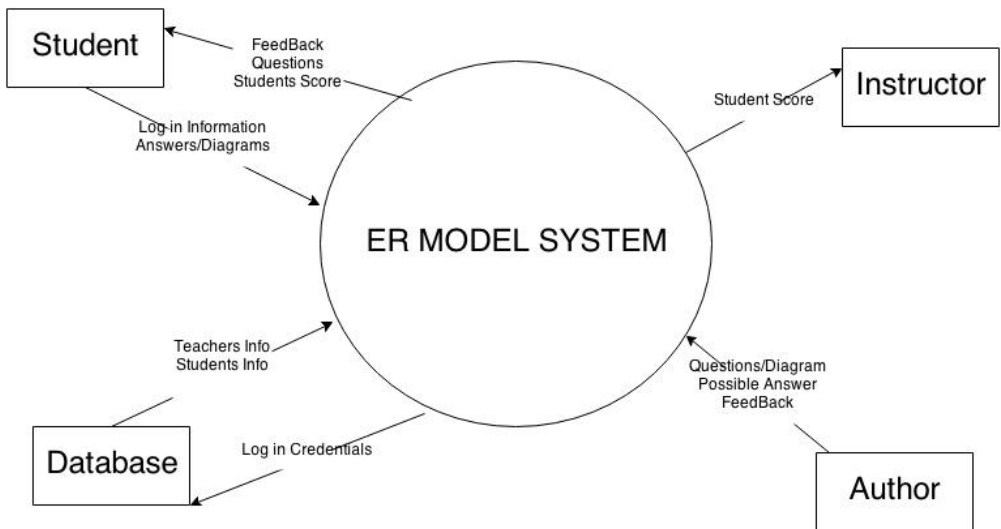 Student
FeedBack
Questions
Students Score
Log in Information
Answers/Diagrams
Student Score
Instructor
ER MODEL SYSTEM
Teachers Info
Students Info
Database
Log in Credentials
Questions/Diagram
Possible Answer
FeedBack
Author